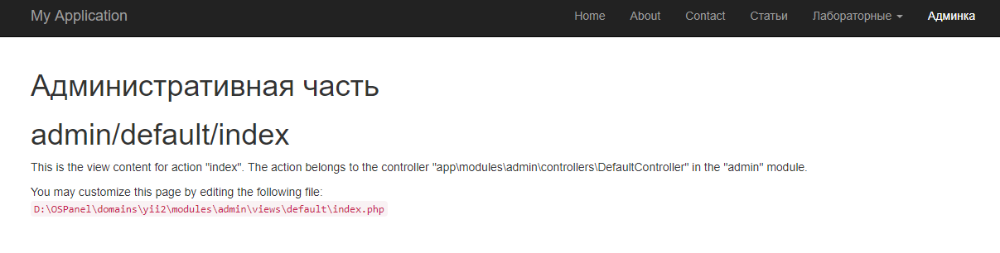 My Application Home About Contact Статьи Лабораторные Админка
Административная часть
admin/default/index
This is the view content for action "index". The action belongs to the controller "app\modules\admin\controllers\DefaultController" in the "admin" module.
You may customize this page by editing the following file:
D:\OSPanel\domains\yii2\modules\admin\views\default\index.php